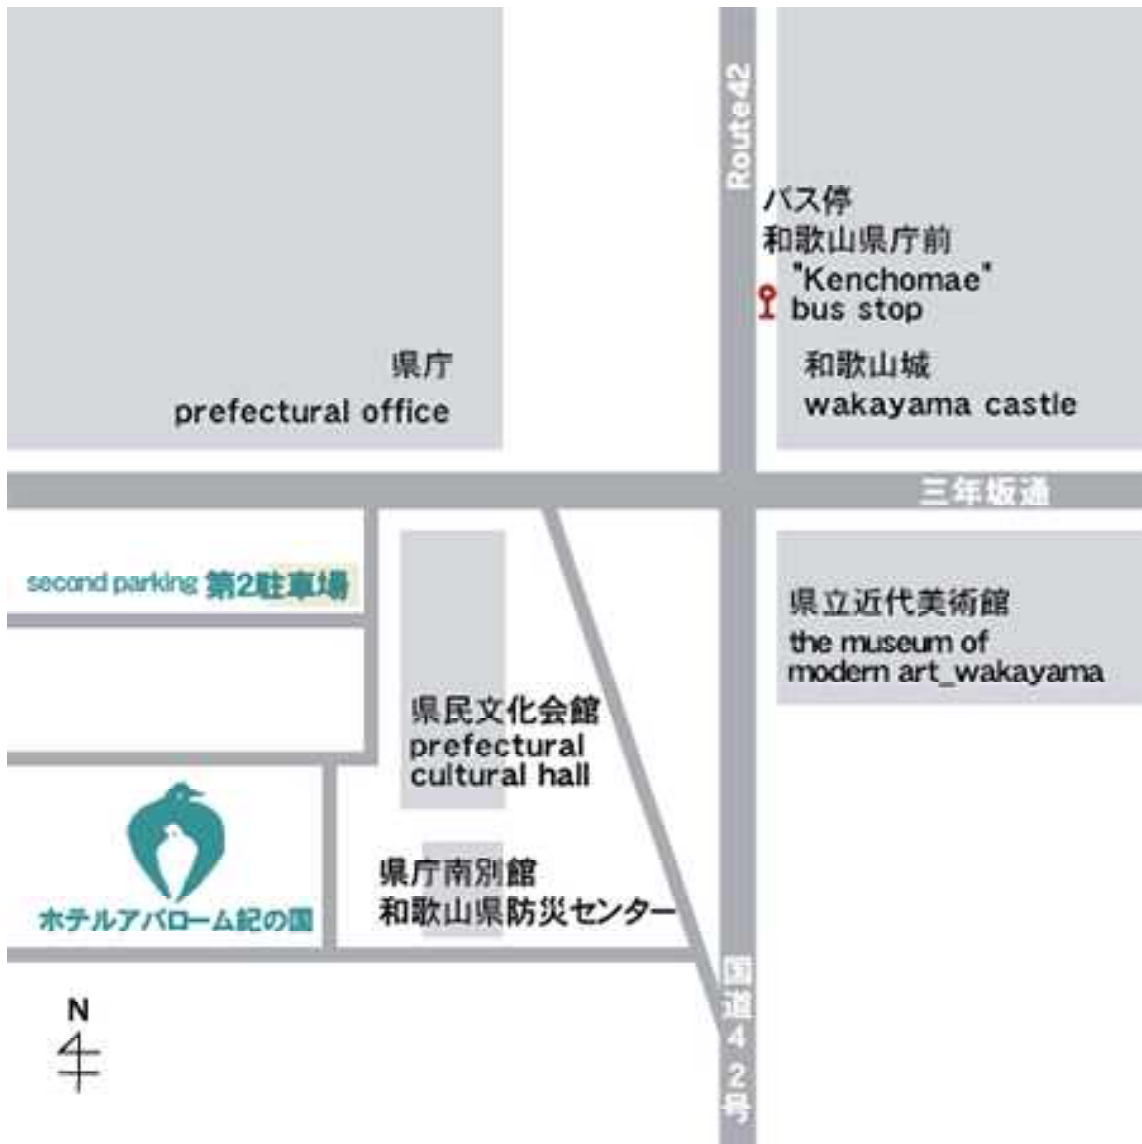 Route42
バス停
和歌山県庁前
"Kenchomae"
bus stop
県庁
prefectural office
和歌山城
wakayama castle
三年坂通
second parking 第2駐車場
県立近代美術館
the museum of
modern art_wakayama
県民文化会館
prefectural
cultural hall
県庁南別館
和歌山県防災センター
ホテルアバローム紀の国
国道42号
N